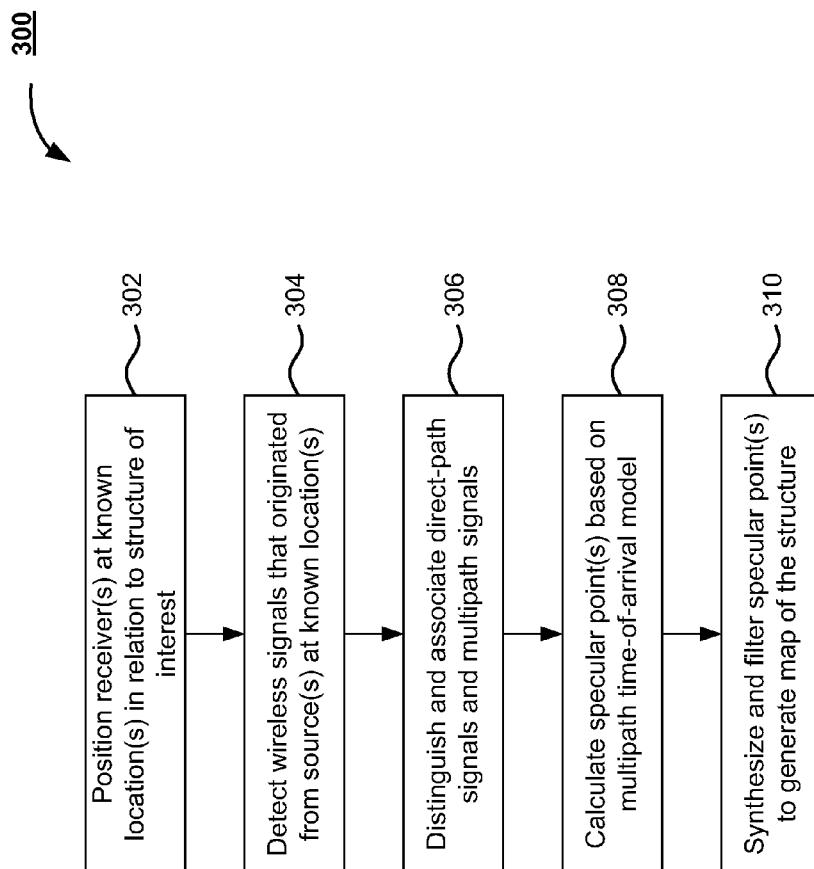 300
Position receiver(s) at known
location(s) in relation to structure of
interest
302
Detect wireless signals that originated
from source(s) at known location(s)
304
Distinguish and associate direct-path
signals and multipath signals
306
Calculate specular point(s) based on
multipath time-of-arrival model
308
Synthesize and filter specular point(s)
to generate map of the structure
310